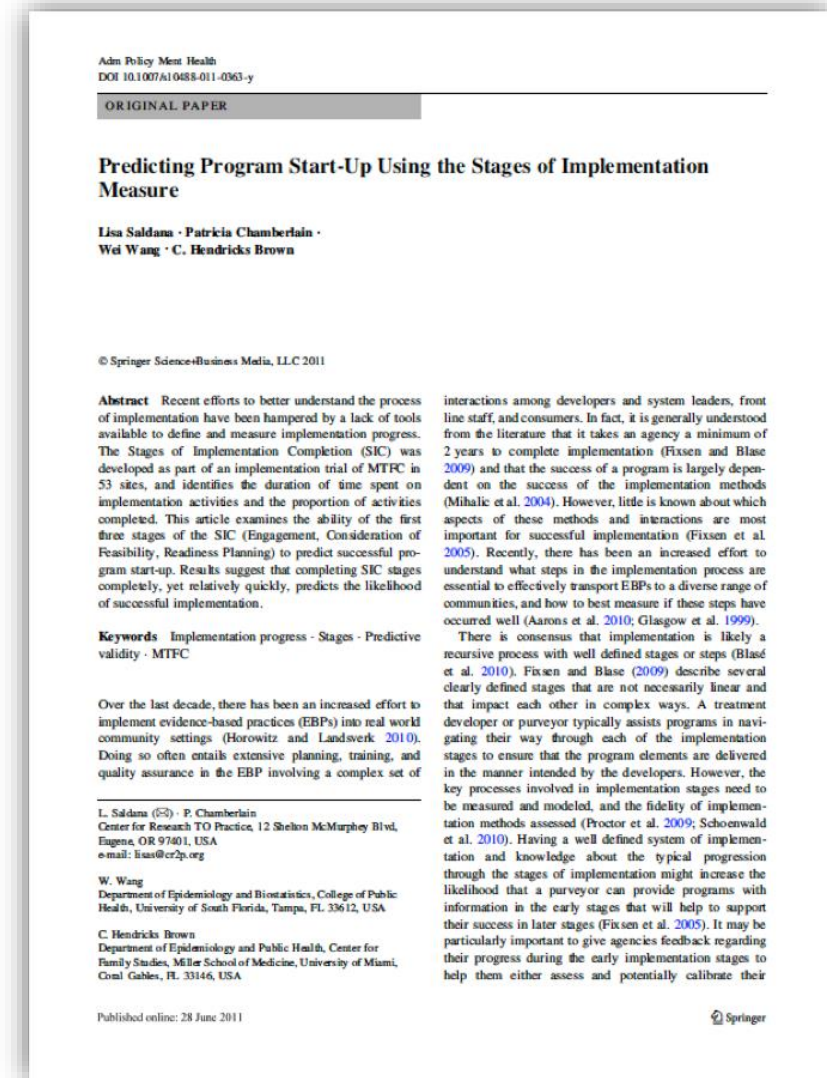 Adm Policy Ment Health
DOI 10.1007/s10488-011-0363-y
ORIGINAL PAPER
Predicting Program Start-Up Using the Stages of Implementation
Measure
Lisa Saldana · Patricia Chamberlain ·
Wei Wang · C. Hendricks Brown
© Springer Science+Business Media, LLC 2011
Abstract Recent efforts to better understand the process
of implementation have been hampered by a lack of tools
available to define and measure implementation progress.
The Stages of Implementation Completion (SIC) was
developed as part of an implementation trial of MTFC in
53 sites, and identifies the duration of time spent on
implementation activities and the proportion of activities
completed. This article examines the ability of the first
three stages of the SIC (Engagement, Consideration of
Feasibility, Readiness Planning) to predict successful pro-
gram start-up. Results suggest that completing SIC stages
completely, yet relatively quickly, predicts the likelihood
of successful implementation.
Keywords Implementation progress · Stages · Predictive
validity · MTFC
Over the last decade, there has been an increased effort to
implement evidence-based practices (EBPs) into real world
community settings (Horowitz and Landsverk 2010).
Doing so often entails extensive planning, training, and
quality assurance in the EBP involving a complex set of
L. Saldana (✉) · P. Chamberlain
Center for Research TO Practice, 12 Shelton McMurphey Blvd,
Eugene, OR 97401, USA
e-mail: lisas@cr2p.org
W. Wang
Department of Epidemiology and Biostatistics, College of Public
Health, University of South Florida, Tampa, FL 33612, USA
C. Hendricks Brown
Department of Epidemiology and Public Health, Center for
Family Studies, Miller School of Medicine, University of Miami,
Coral Gables, FL 33146, USA
interactions among developers and system leaders, front
line staff, and consumers. In fact, it is generally understood
from the literature that it takes an agency a minimum of
2 years to complete implementation (Fixsen and Blase
2009) and that the success of a program is largely depen-
dent on the success of the implementation methods
(Mihalic et al. 2004). However, little is known about which
aspects of these methods and interactions are most
important for successful implementation (Fixsen et al.
2005). Recently, there has been an increased effort to
understand what steps in the implementation process are
essential to effectively transport EBPs to a diverse range of
communities, and how to best measure if these steps have
occurred well (Aarons et al. 2010; Glasgow et al. 1999).
There is consensus that implementation is likely a
recursive process with well defined stages or steps (Blasé
et al. 2010). Fixsen and Blase (2009) describe several
clearly defined stages that are not necessarily linear and
that impact each other in complex ways. A treatment
developer or purveyor typically assists programs in navi-
gating their way through each of the implementation
stages to ensure that the program elements are delivered
in the manner intended by the developers. However, the
key processes involved in implementation stages need to
be measured and modeled, and the fidelity of implemen-
tation methods assessed (Proctor et al. 2009; Schoenwald
et al. 2010). Having a well defined system of implemen-
tation and knowledge about the typical progression
through the stages of implementation might increase the
likelihood that a purveyor can provide programs with
information in the early stages that will help to support
their success in later stages (Fixsen et al. 2005). It may be
particularly important to give agencies feedback regarding
their progress during the early implementation stages to
help them either assess and potentially calibrate their
Published online: 28 June 2011
Springer